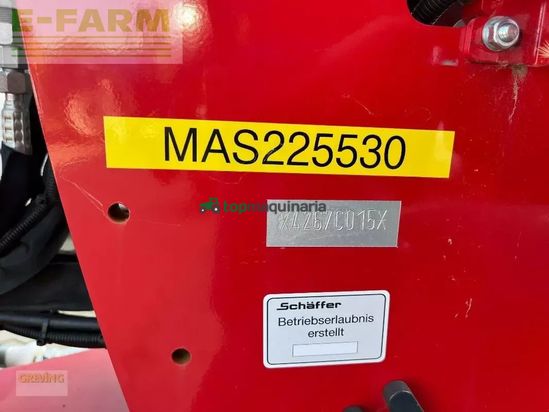 E-FARM
MAS225530
topmaquinaria
X4267C015X
Schäffer
Betriebserlaubnis
erstellt
GREVING